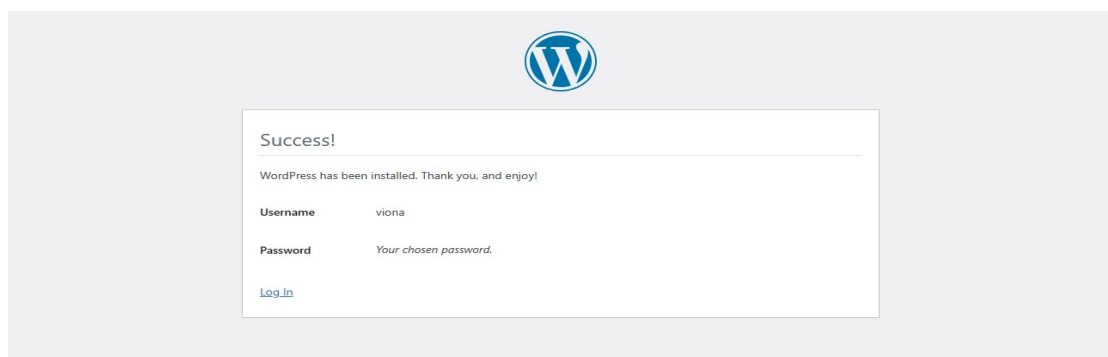 Success!
WordPress has been installed. Thank you, and enjoy!
Username viona
Password Your chosen password.
Log In